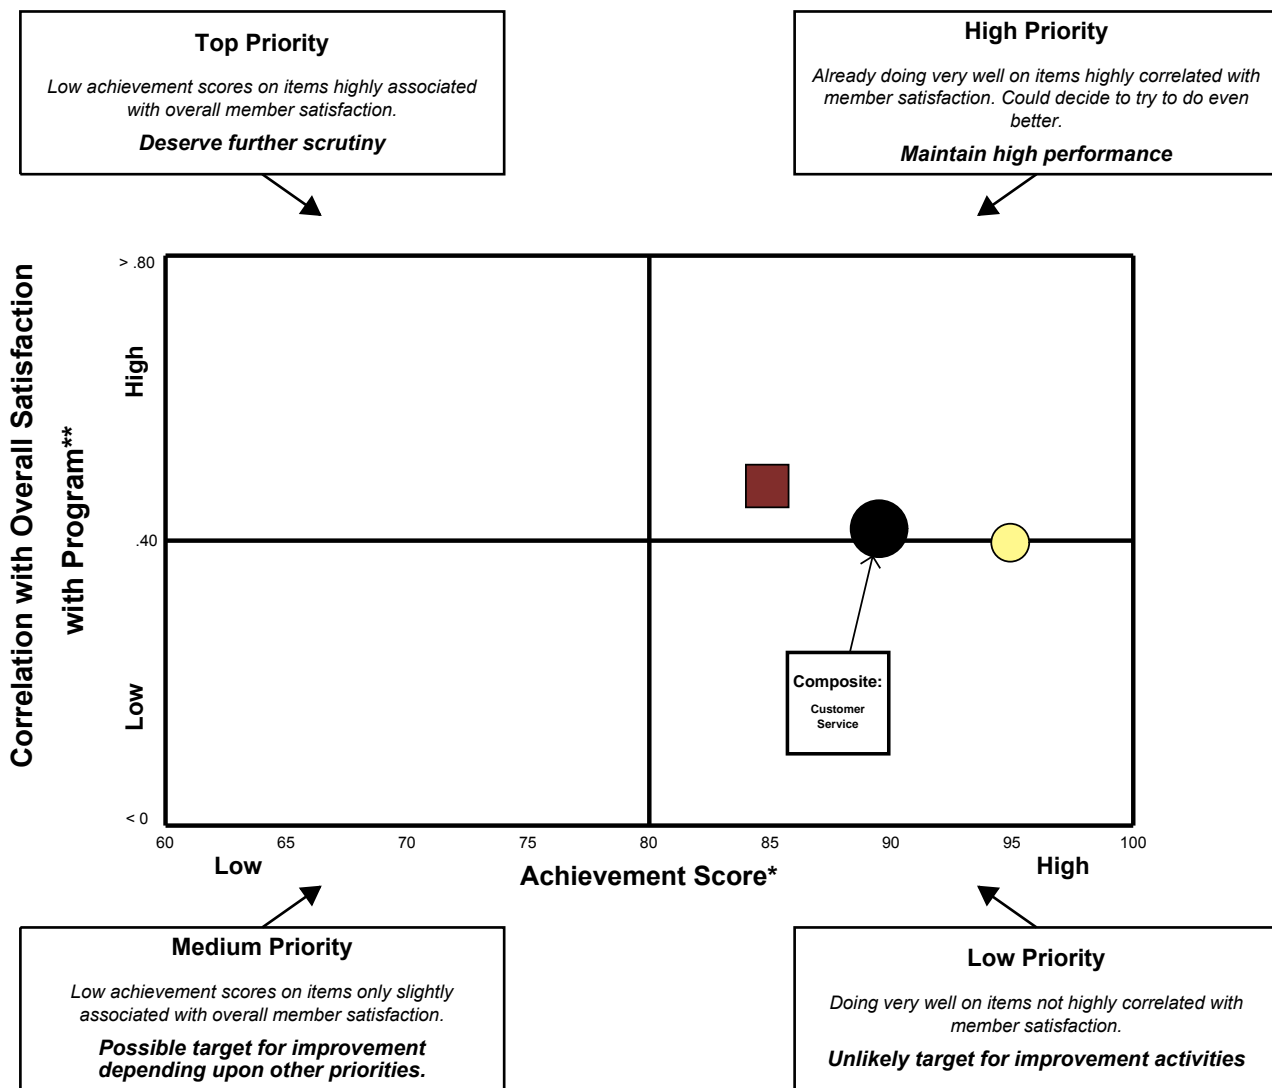 Top Priority
Low achievement scores on items highly associated
with overall member satisfaction.
Deserve further scrutiny
High Priority
Already doing very well on items highly correlated with
member satisfaction. Could decide to try to do even
better.
Maintain high performance
Correlation with Overall Satisfaction
with Program**
> .80
High
.40
Low
< 0
Composite:
Customer
Service
60 65 70 75 80 85 90 95 100
Low Achievement Score* High
Medium Priority
Low achievement scores on items only slightly
associated with overall member satisfaction.
Possible target for improvement
depending upon other priorities.
Low Priority
Doing very well on items not highly correlated with
member satisfaction.
Unlikely target for improvement activities